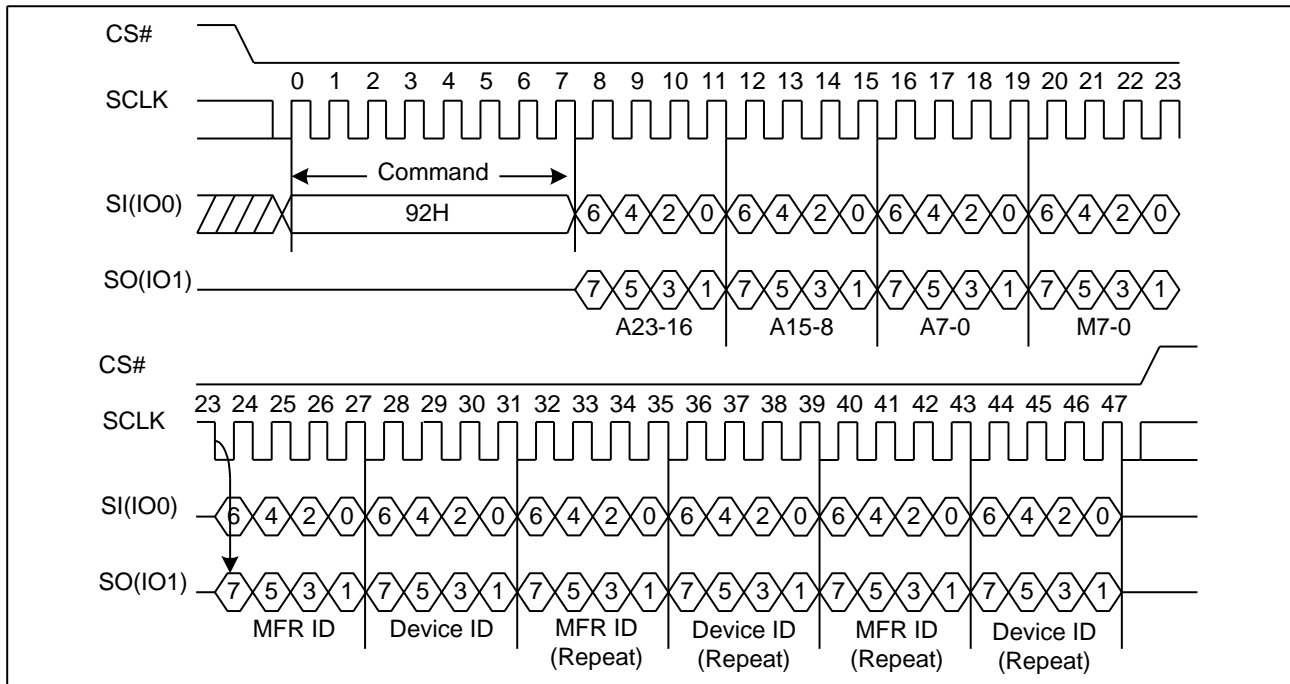 CS#
0 1 2 3 4 5 6 7 8 9 10 11 12 13 14 15 16 17 18 19 20 21 22 23
SCLK
Command
SI(IO0)
92H
6 4 2 0 6 4 2 0 6 4 2 0 6 4 2 0
SO(IO1)
7 5 3 1 7 5 3 1 7 5 3 1 7 5 3 1
A23-16 A15-8 A7-0 M7-0
CS#
23 24 25 26 27 28 29 30 31 32 33 34 35 36 37 38 39 40 41 42 43 44 45 46 47
SCLK
SI(IO0)
6 4 2 0 6 4 2 0 6 4 2 0 6 4 2 0 6 4 2 0 6 4 2 0
SO(IO1)
7 5 3 1 7 5 3 1 7 5 3 1 7 5 3 1 7 5 3 1 7 5 3 1
MFR ID Device ID MFR ID Device ID MFR ID Device ID
(Repeat) (Repeat) (Repeat) (Repeat)